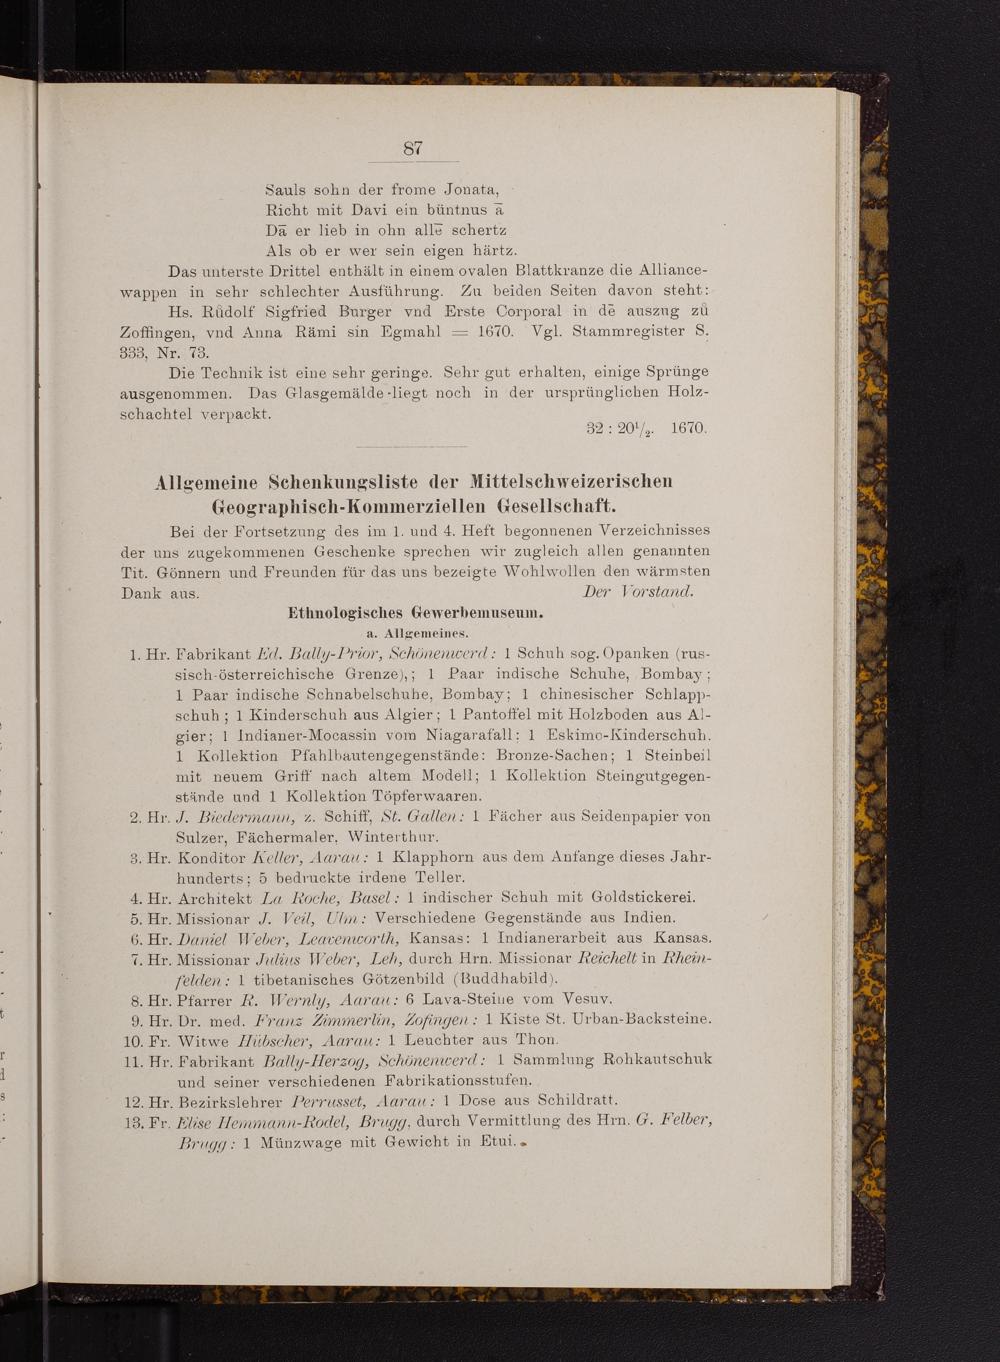 87
Sauls sohn der frome Jonata,
Richt mit Davi ein büntnus ā
Dā er lieb in ohn allē schertz
Als ob er wer sein eigen härtz.
Das unterste Drittel enthält in einem ovalen Blattkranze die Alliance-
wappen in sehr schlechter Ausführung. Zu beiden Seiten davon steht:
Hs. Růdolf Sigfried Burger vnd Erste Corporal in dē auszug zů
Zoffingen, vnd Anna Rämi sin Egmahl = 1670. Vgl. Stammregister S.
333, Nr. 73.
Die Technik ist eine sehr geringe. Sehr gut erhalten, einige Sprünge
ausgenommen. Das Glasgemälde liegt noch in der ursprünglichen Holz-
schachtel verpackt.
32 : 20¹/₂. 1670.
Allgemeine Schenkungsliste der Mittelschweizerischen
Geographisch-Kommerziellen Gesellschaft.
Bei der Fortsetzung des im 1. und 4. Heft begonnenen Verzeichnisses
der uns zugekommenen Geschenke sprechen wir zugleich allen genannten
Tit. Gönnern und Freunden für das uns bezeigte Wohlwollen den wärmsten
Dank aus. Der Vorstand.
Ethnologisches Gewerbemuseum.
a. Allgemeines.
1. Hr. Fabrikant Ed. Bally-Prior, Schönenwerd: 1 Schuh sog. Opanken (rus-
sisch-österreichische Grenze),; 1 Paar indische Schuhe, Bombay;
1 Paar indische Schnabelschuhe, Bombay; 1 chinesischer Schlapp-
schuh; 1 Kinderschuh aus Algier; 1 Pantoffel mit Holzboden aus Al-
gier; 1 Indianer-Mocassin vom Niagarafall; 1 Eskimo-Kinderschuh.
1 Kollektion Pfahlbautengegenstände: Bronze-Sachen; 1 Steinbeil
mit neuem Griff nach altem Modell; 1 Kollektion Steingutgegen-
stände und 1 Kollektion Töpferwaaren.
2. Hr. J. Biedermann, z. Schiff, St. Gallen: 1 Fächer aus Seidenpapier von
Sulzer, Fächermaler, Winterthur.
3. Hr. Konditor Keller, Aarau: 1 Klapphorn aus dem Anfange dieses Jahr-
hunderts; 5 bedruckte irdene Teller.
4. Hr. Architekt La Roche, Basel: 1 indischer Schuh mit Goldstickerei.
5. Hr. Missionar J. Veil, Ulm: Verschiedene Gegenstände aus Indien.
6. Hr. Daniel Weber, Leavenworth, Kansas: 1 Indianerarbeit aus Kansas.
7. Hr. Missionar Julius Weber, Leh, durch Hrn. Missionar Reichelt in Rhein-
felden: 1 tibetanisches Götzenbild (Buddhabild).
8. Hr. Pfarrer R. Wernly, Aarau: 6 Lava-Steine vom Vesuv.
9. Hr. Dr. med. Franz Zimmerlin, Zofingen: 1 Kiste St. Urban-Backsteine.
10. Fr. Witwe Hübscher, Aarau: 1 Leuchter aus Thon.
11. Hr. Fabrikant Bally-Herzog, Schönenwerd: 1 Sammlung Rohkautschuk
und seiner verschiedenen Fabrikationsstufen.
12. Hr. Bezirkslehrer Perrusset, Aarau: 1 Dose aus Schildratt.
13. Fr. Elise Hemmann-Rodel, Brugg, durch Vermittlung des Hrn. G. Felber,
Brugg: 1 Münzwage mit Gewicht in Etui.